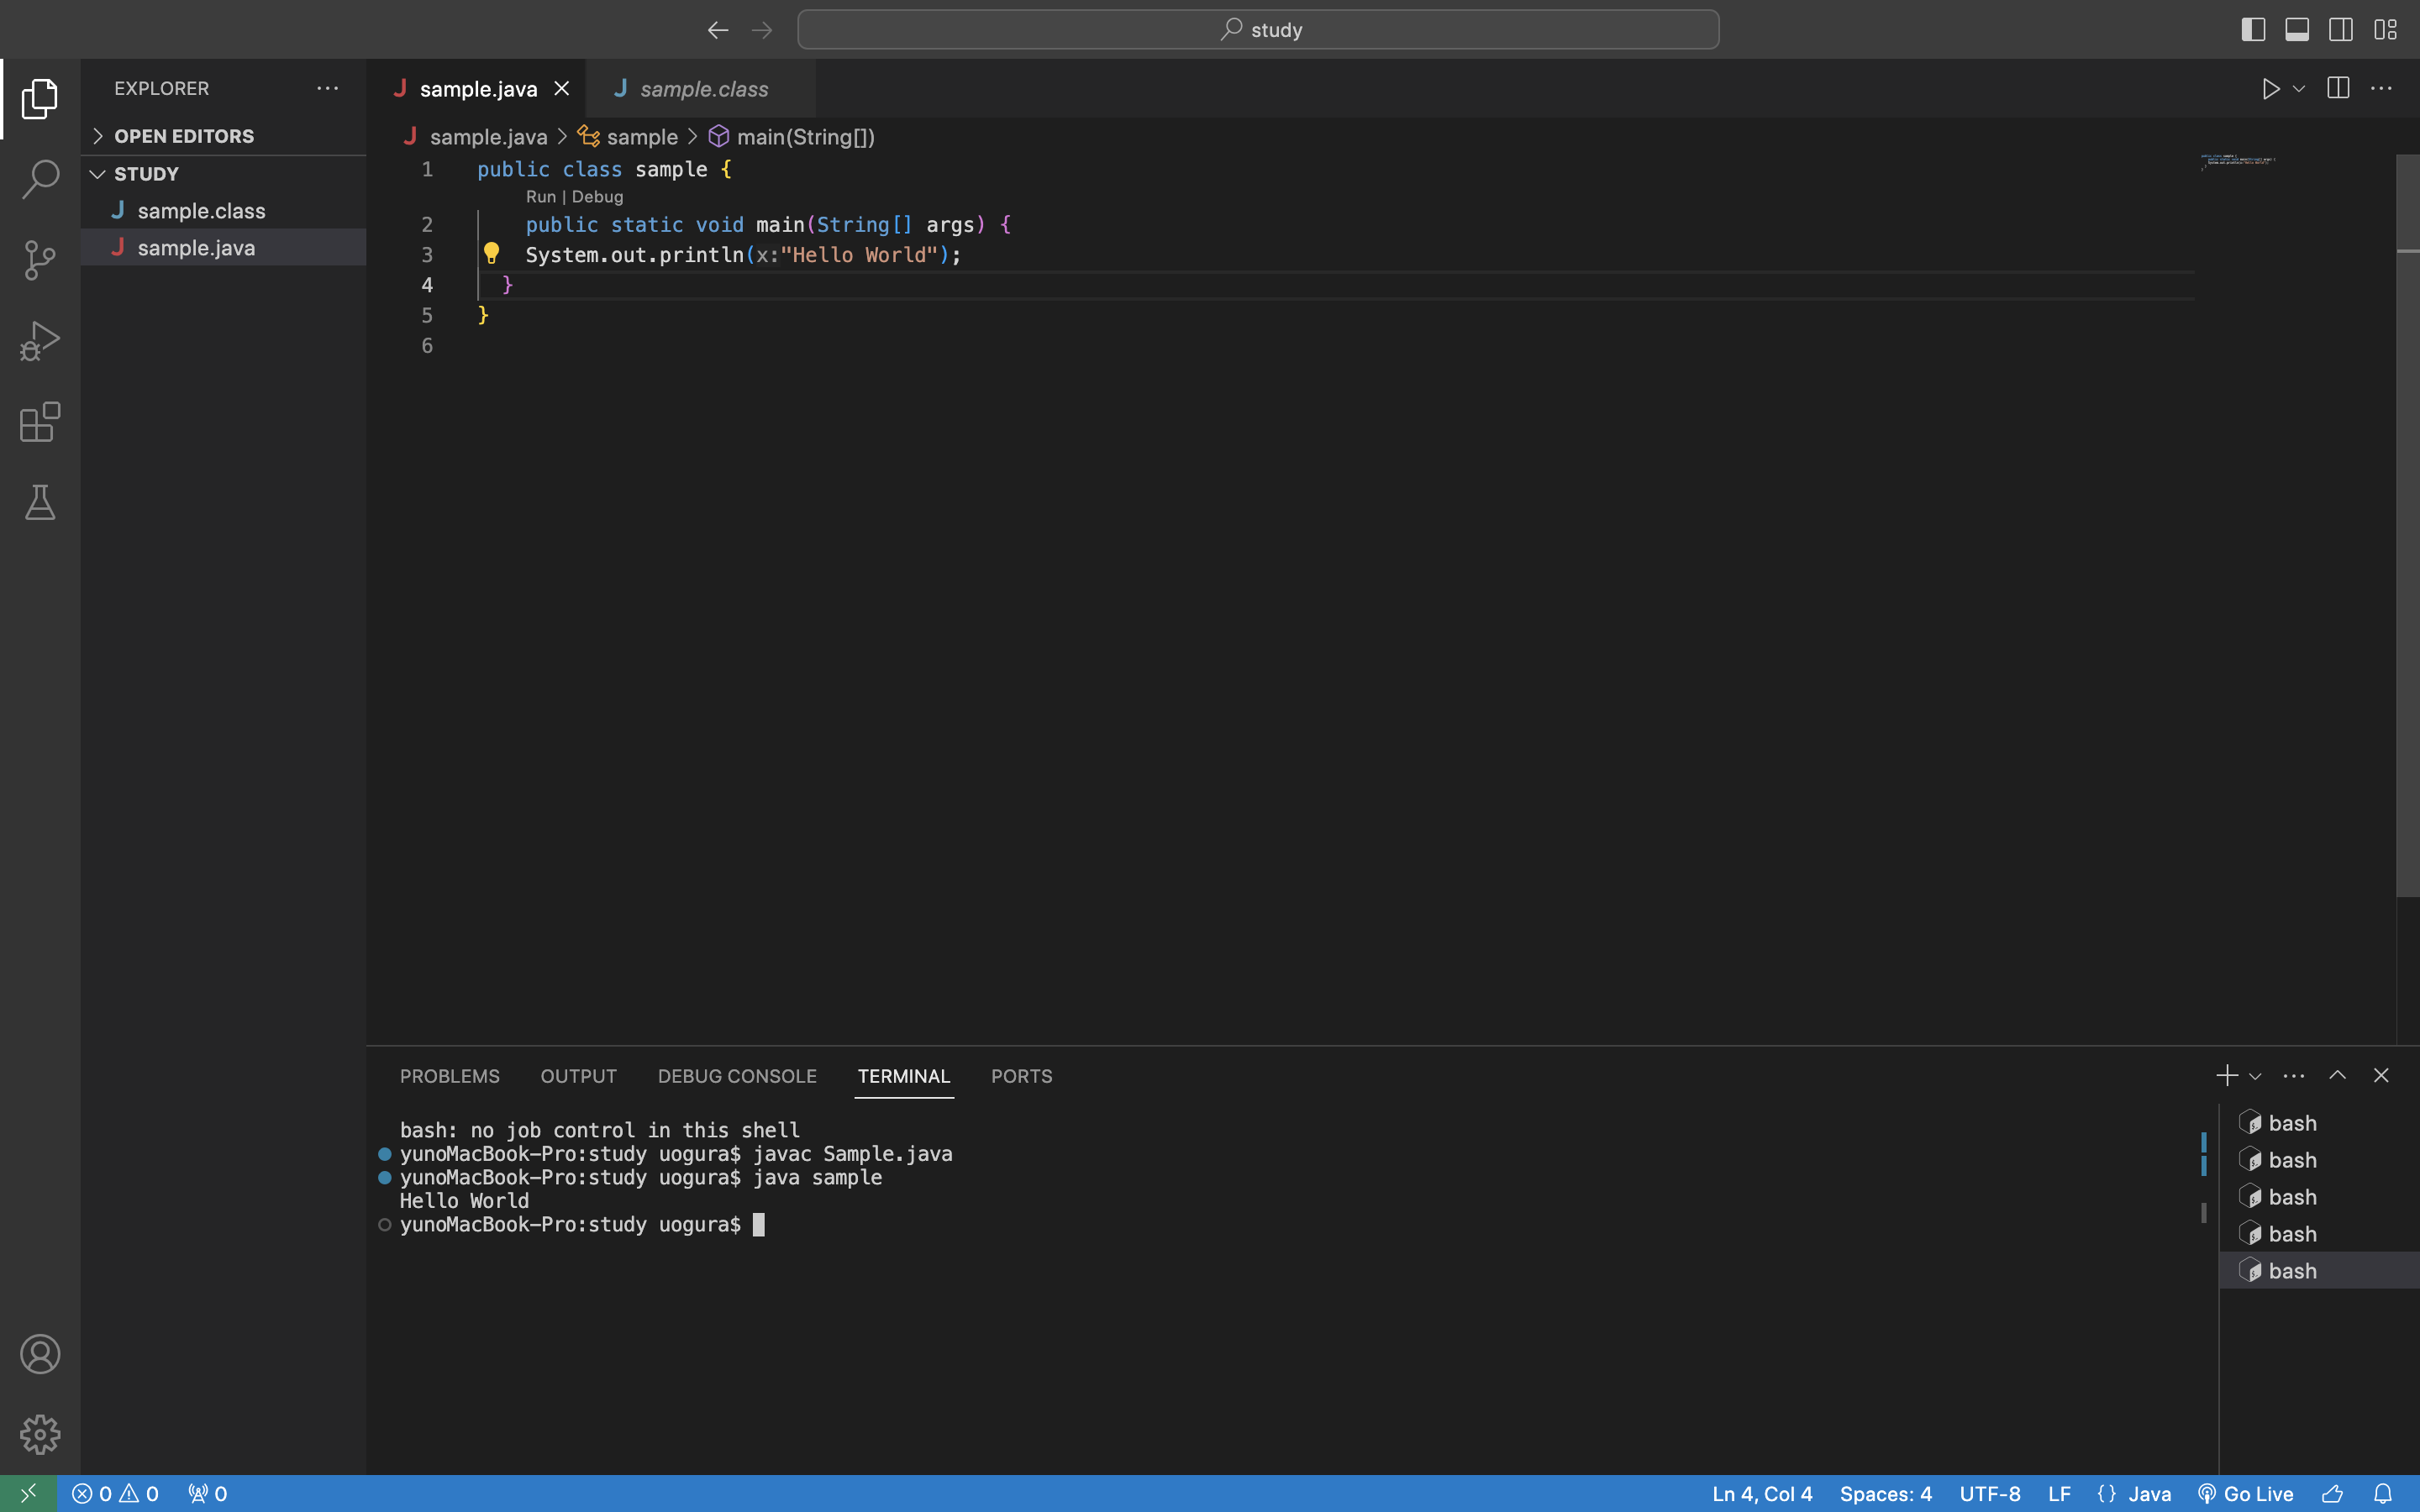 study
EXPLORER
OPEN EDITORS
STUDY
sample.class
sample.java
sample.java
sample.class
sample.java sample main(String[])
1 public class sample {
Run | Debug
2 public static void main(String[] args) {
3 System.out.println(x:"Hello World");
4 }
5 }
6
PROBLEMS OUTPUT DEBUG CONSOLE TERMINAL PORTS
bash: no job control in this shell
yunoMacBook-Pro:study uogura$ javac Sample.java
yunoMacBook-Pro:study uogura$ java sample
Hello World
yunoMacBook-Pro:study uogura$
bash
bash
bash
bash
bash
0 0 0
Ln 4, Col 4 Spaces: 4 UTF-8 LF {} Java Go Live